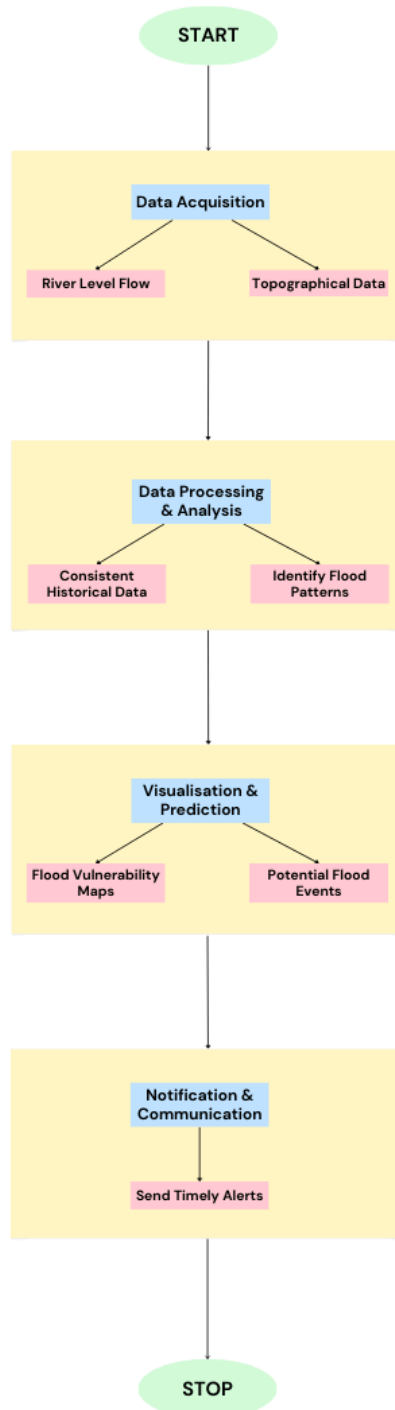 START
Data Acquisition
River Level Flow
Topographical Data
Data Processing
& Analysis
Consistent
Historical Data
Identify Flood
Patterns
Visualisation &
Prediction
Flood Vulnerability
Maps
Potential Flood
Events
Notification &
Communication
Send Timely Alerts
STOP